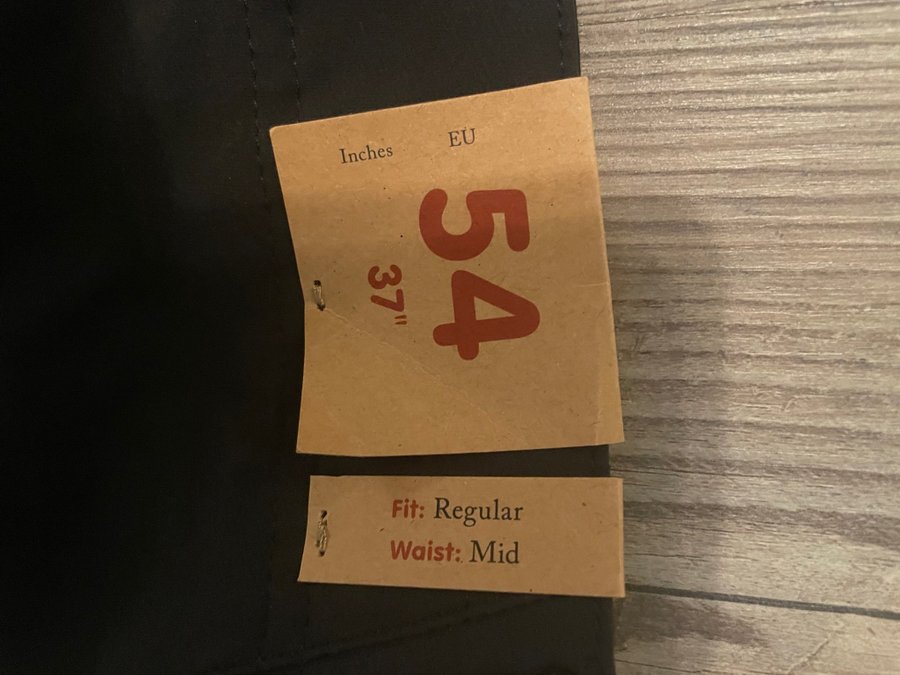 Inches EU
54
37"
Fit: Regular
Waist: Mid